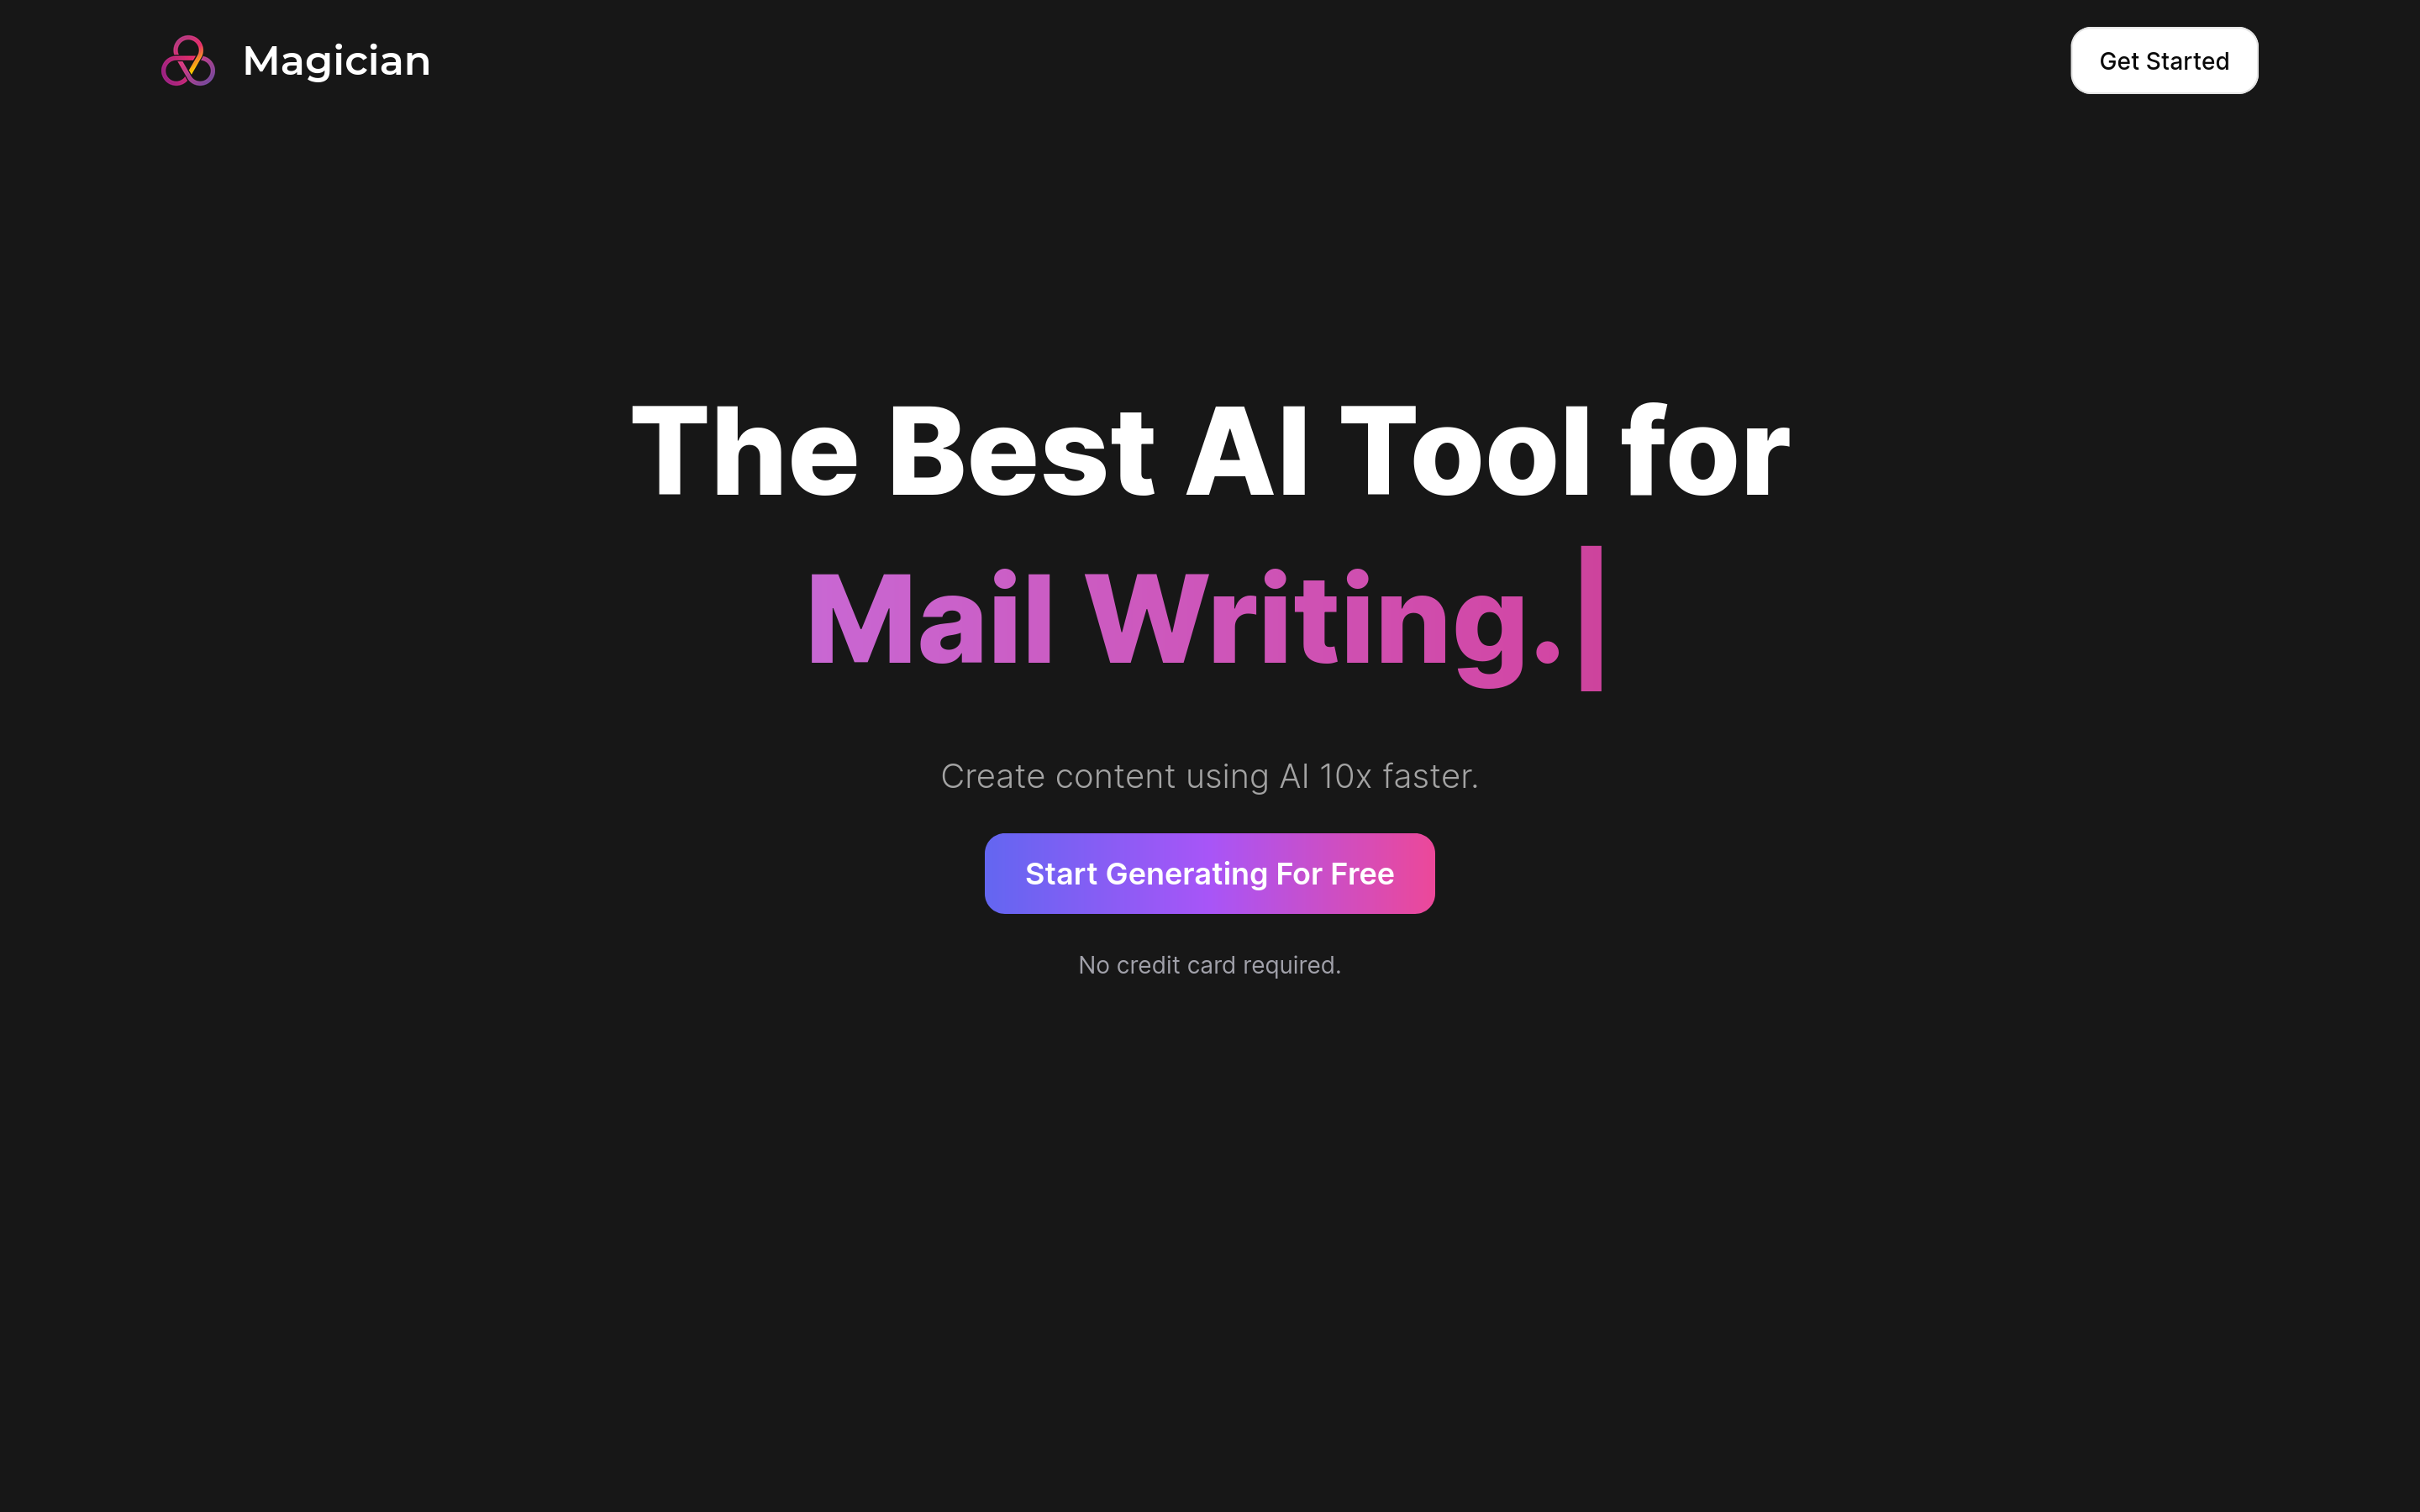 Magician
Get Started
The Best AI Tool for
Mail Writing.|
Create content using AI 10x faster.
Start Generating For Free
No credit card required.